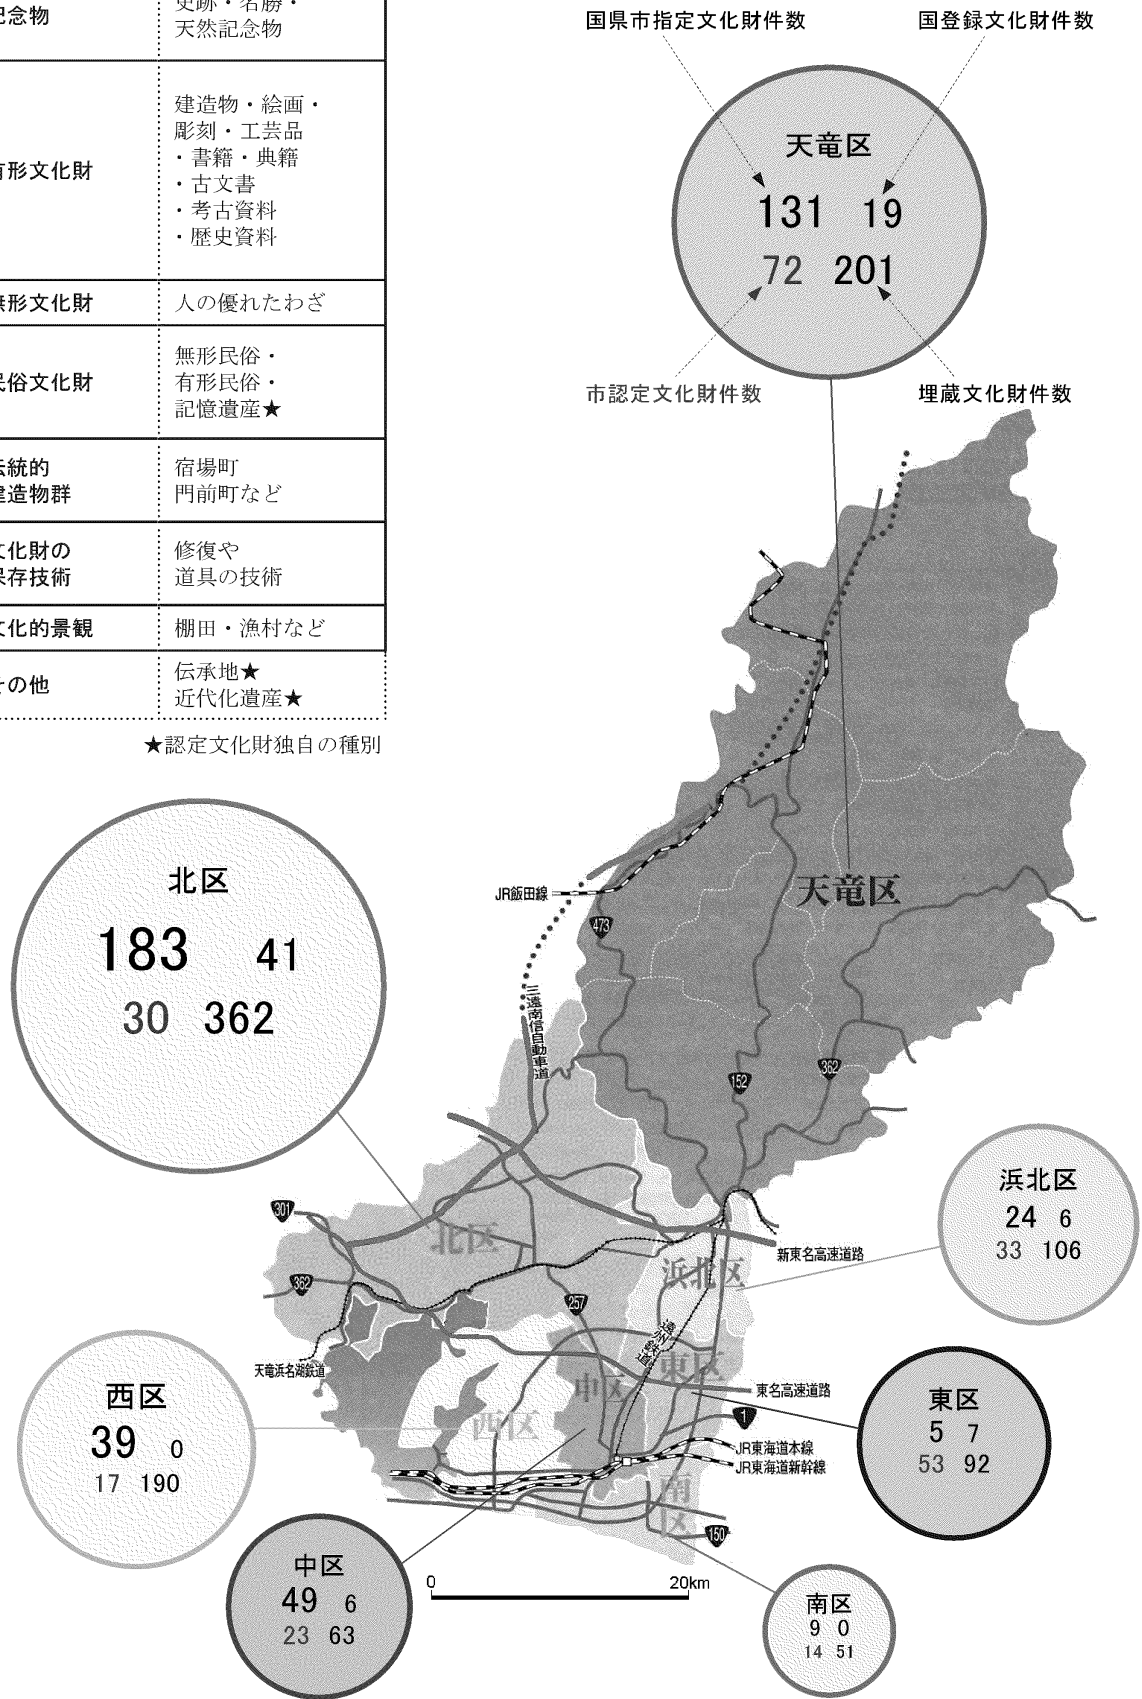 記念物
史跡・名勝・
天然記念物
有形文化財
建造物・絵画・
彫刻・工芸品
・書籍・典籍
・古文書
・考古資料
・歴史資料
無形文化財
人の優れたわざ
民俗文化財
無形民俗・
有形民俗・
記憶遺産★
伝統的
建造物群
宿場町
門前町など
文化財の
保存技術
修復や
道具の技術
文化的景観
棚田・漁村など
その他
伝承地★
近代化遺産★
★認定文化財独自の種別
国県市指定文化財件数
国登録文化財件数
天竜区
131 19
72 201
市認定文化財件数
埋蔵文化財件数
北区
183 41
30 362
JR飯田線
473
天竜区
三遠南信自動車道
152
362
浜北区
24 6
33 106
301
北区
新東名高速道路
浜北区
362
257
遠州鉄道
天竜浜名湖鉄道
東区
中区
東名高速道路
西区
39 0
17 190
西区
1
JR東海道本線
JR東海道新幹線
東区
5 7
53 92
南区
150
中区
49 6
23 63
0 20km
南区
9 0
14 51